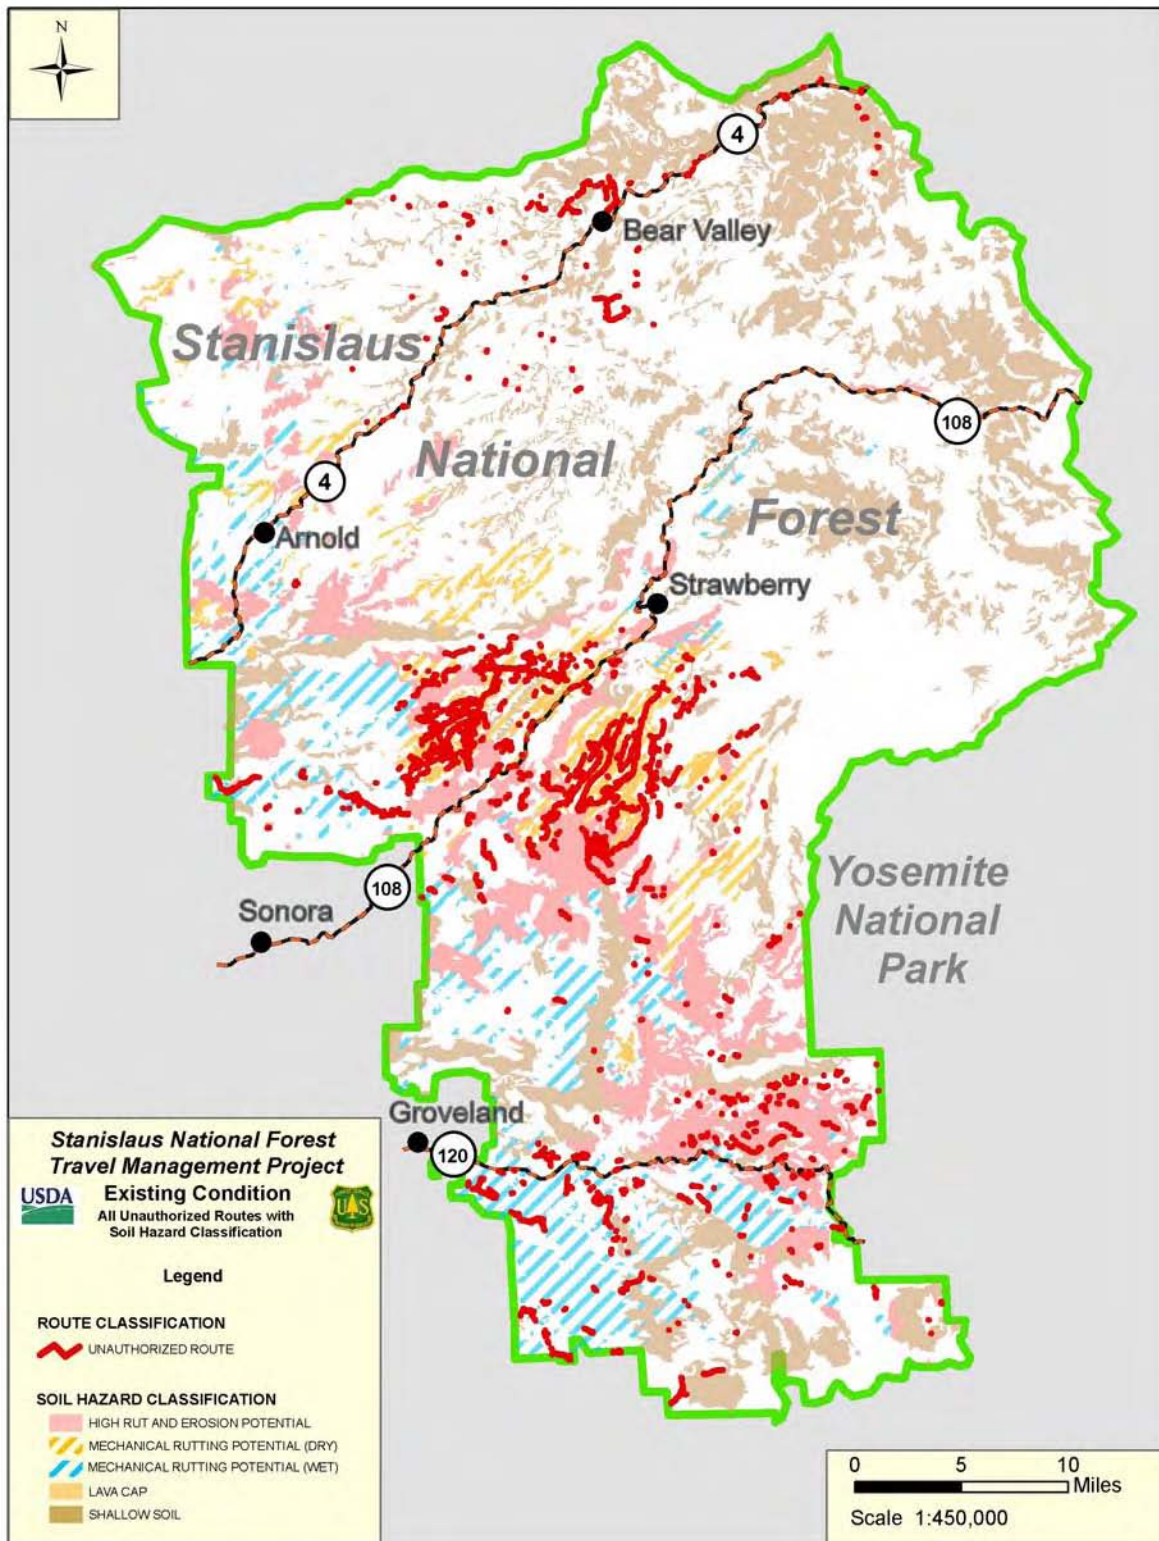 N
4
Bear Valley
Stanislaus
108
National
4
Forest
Arnold
Strawberry
Yosemite
National
Park
108
Sonora
Groveland
120
Stanislaus National Forest
Travel Management Project
USDA
Existing Condition
All Unauthorized Routes with
Soil Hazard Classification
U S
Legend
ROUTE CLASSIFICATION
UNAUTHORIZED ROUTE
SOIL HAZARD CLASSIFICATION
HIGH RUT AND EROSION POTENTIAL
MECHANICAL RUTTING POTENTIAL (DRY)
MECHANICAL RUTTING POTENTIAL (WET)
LAVA CAP
SHALLOW SOIL
0 5 10
Miles
Scale 1:450,000